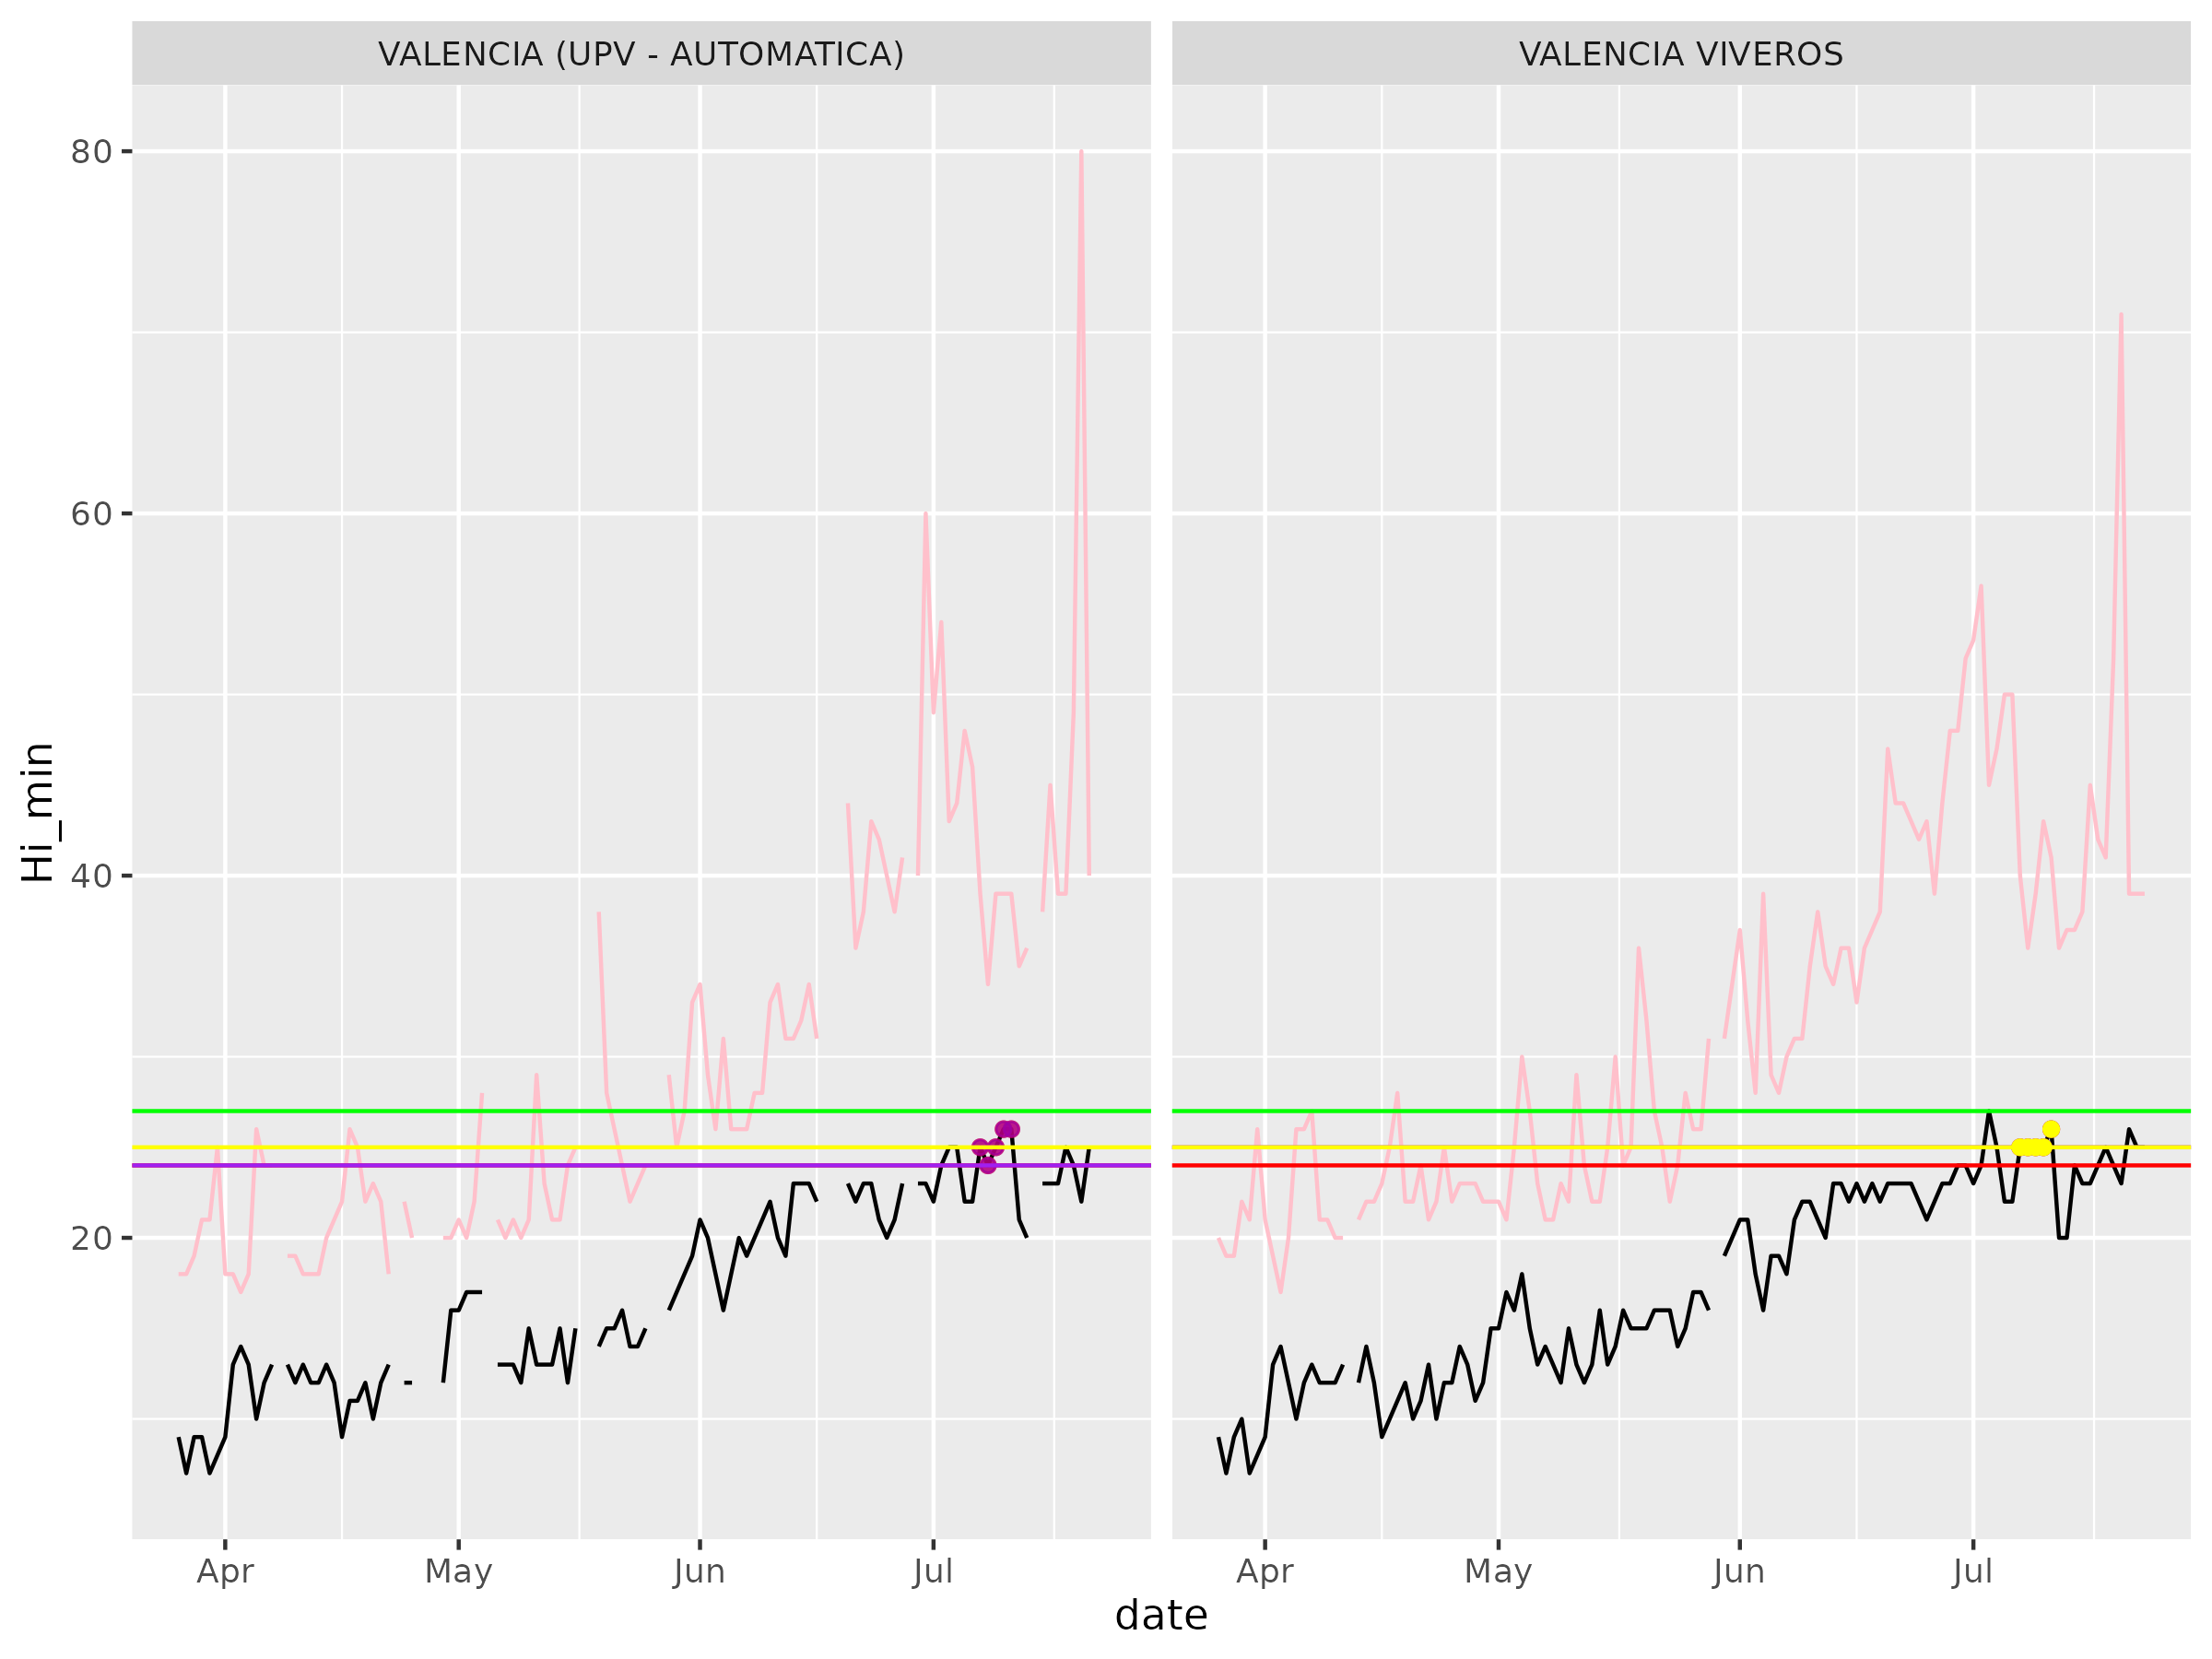 VALENCIA (UPV - AUTOMATICA)
VALENCIA VIVEROS
Hi_min
80
60
40
20
Apr May Jun Jul
Apr May Jun Jul
date